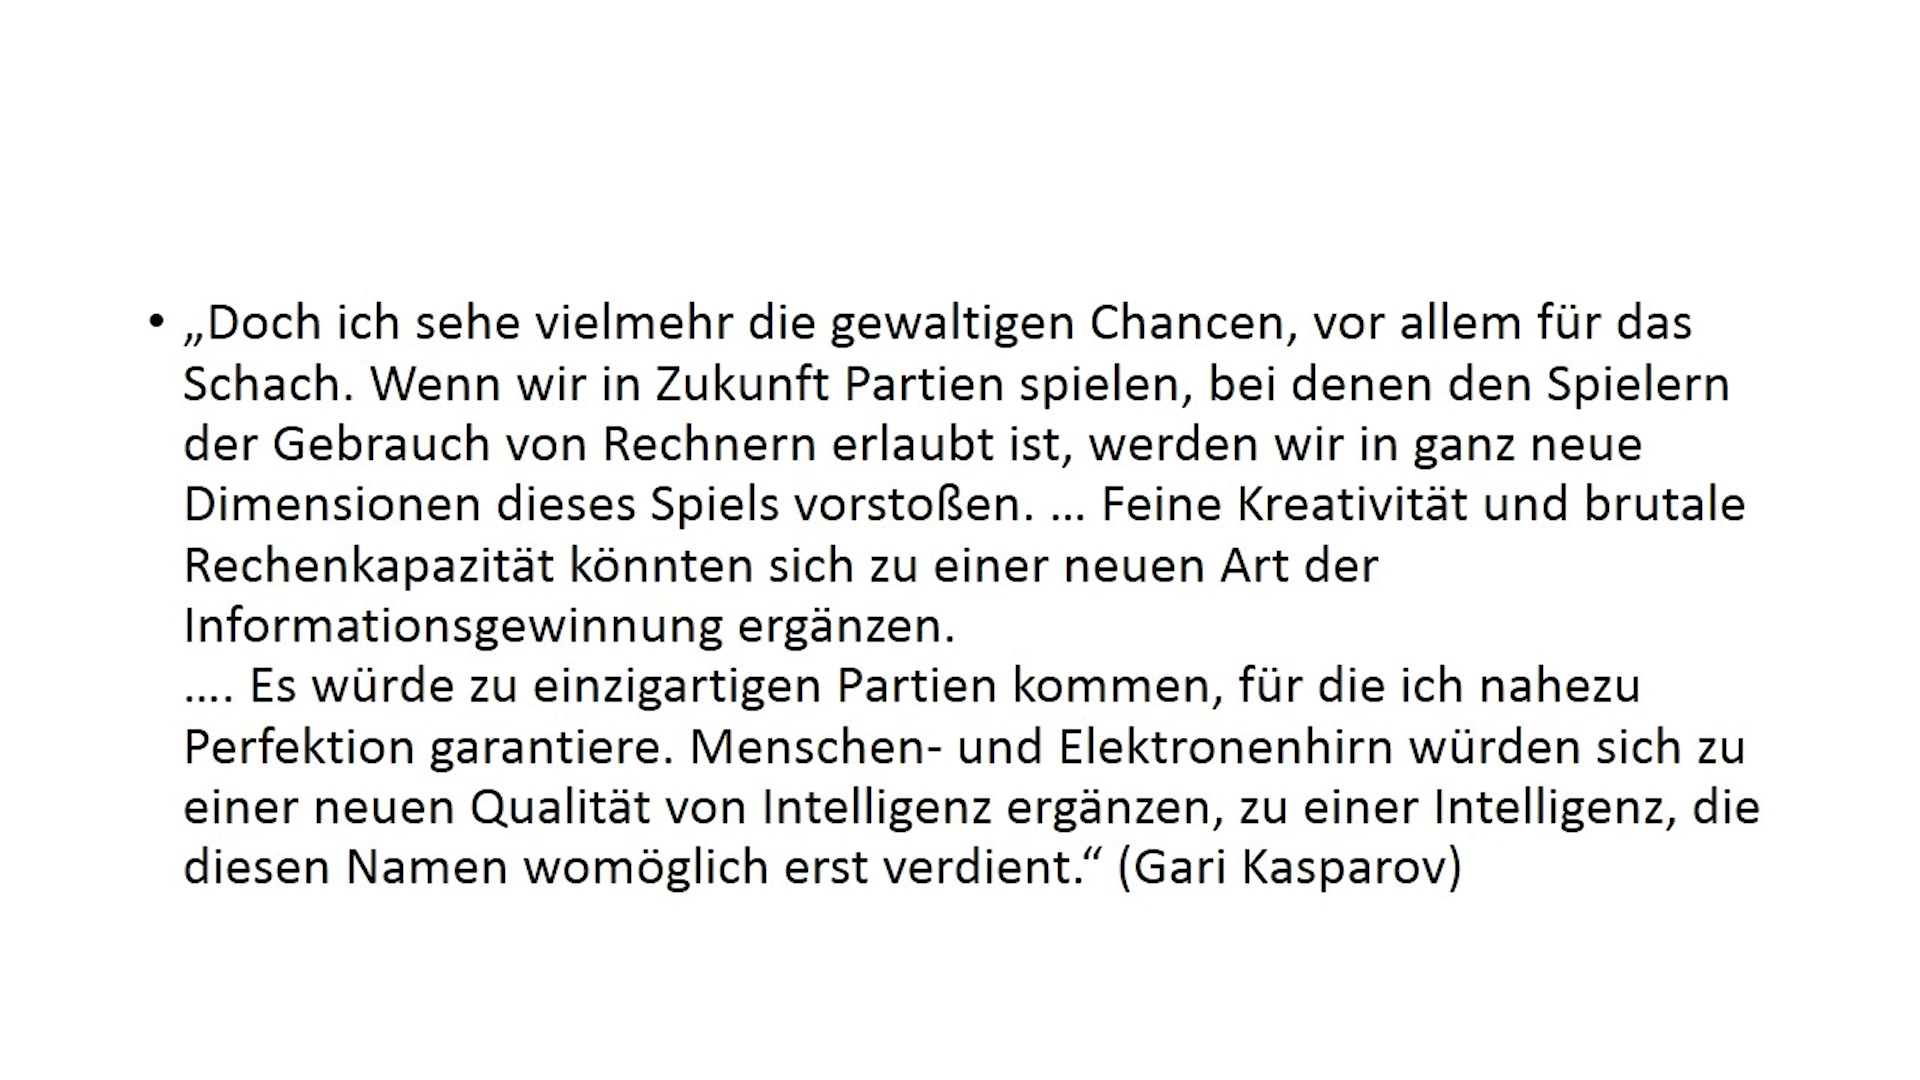 • „Doch ich sehe vielmehr die gewaltigen Chancen, vor allem für das
Schach. Wenn wir in Zukunft Partien spielen, bei denen den Spielern
der Gebrauch von Rechnern erlaubt ist, werden wir in ganz neue
Dimensionen dieses Spiels vorstoßen. … Feine Kreativität und brutale
Rechenkapazität könnten sich zu einer neuen Art der
Informationsgewinnung ergänzen.
…. Es würde zu einzigartigen Partien kommen, für die ich nahezu
Perfektion garantiere. Menschen- und Elektronenhirn würden sich zu
einer neuen Qualität von Intelligenz ergänzen, zu einer Intelligenz, die
diesen Namen womöglich erst verdient.“ (Gari Kasparov)